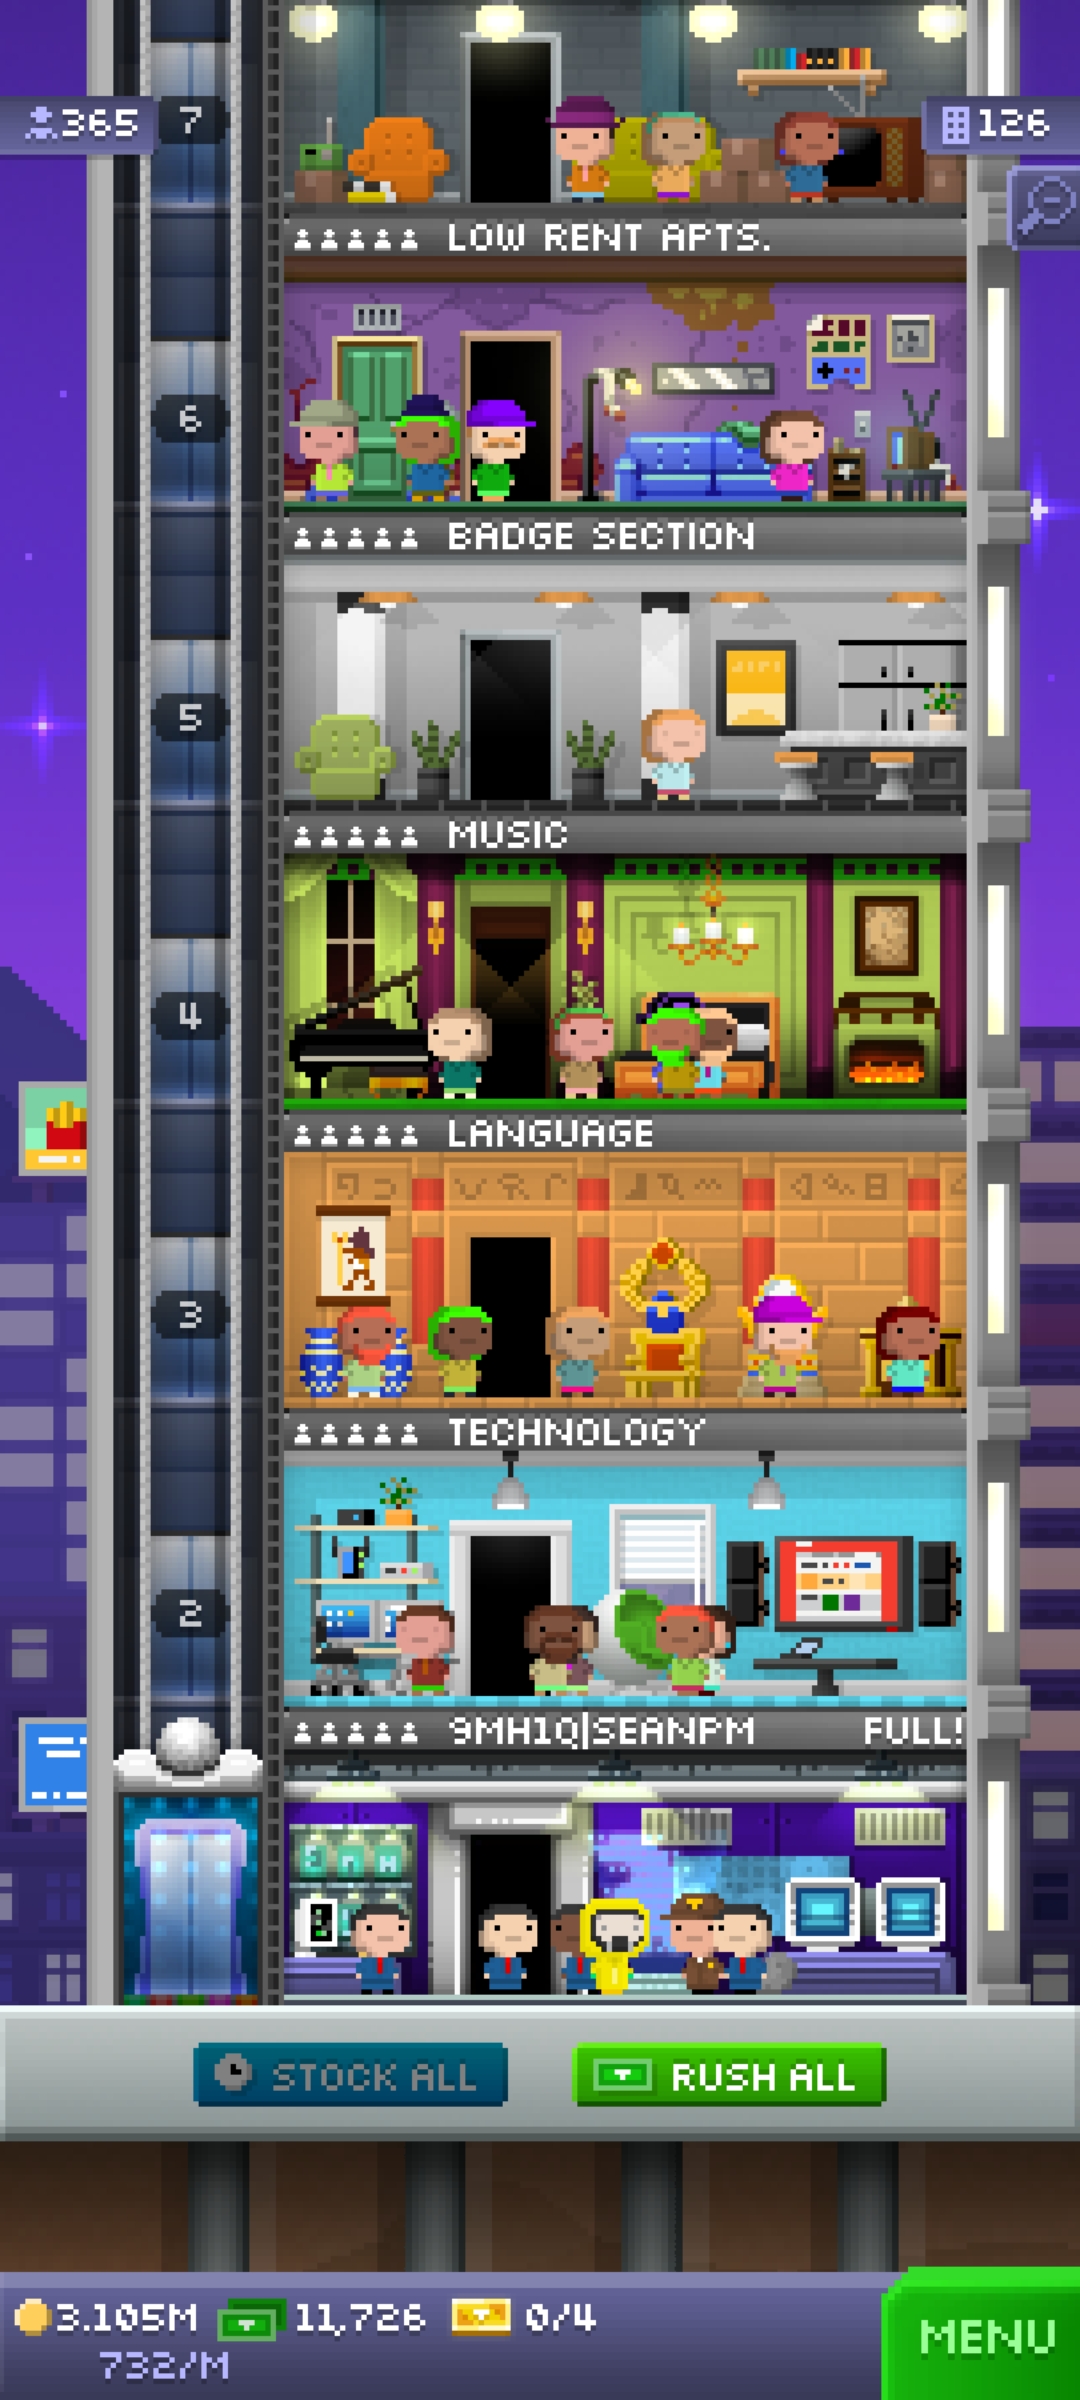 365
7
126
LOW RENT APTS.
6
BADGE SECTION
5
MUSIC
4
LANGUAGE
3
TECHNOLOGY
2
9MH1Q|SEANPM FULL!
STOCK ALL
RUSH ALL
3.105M
11,726
0/4
732/M
MENU